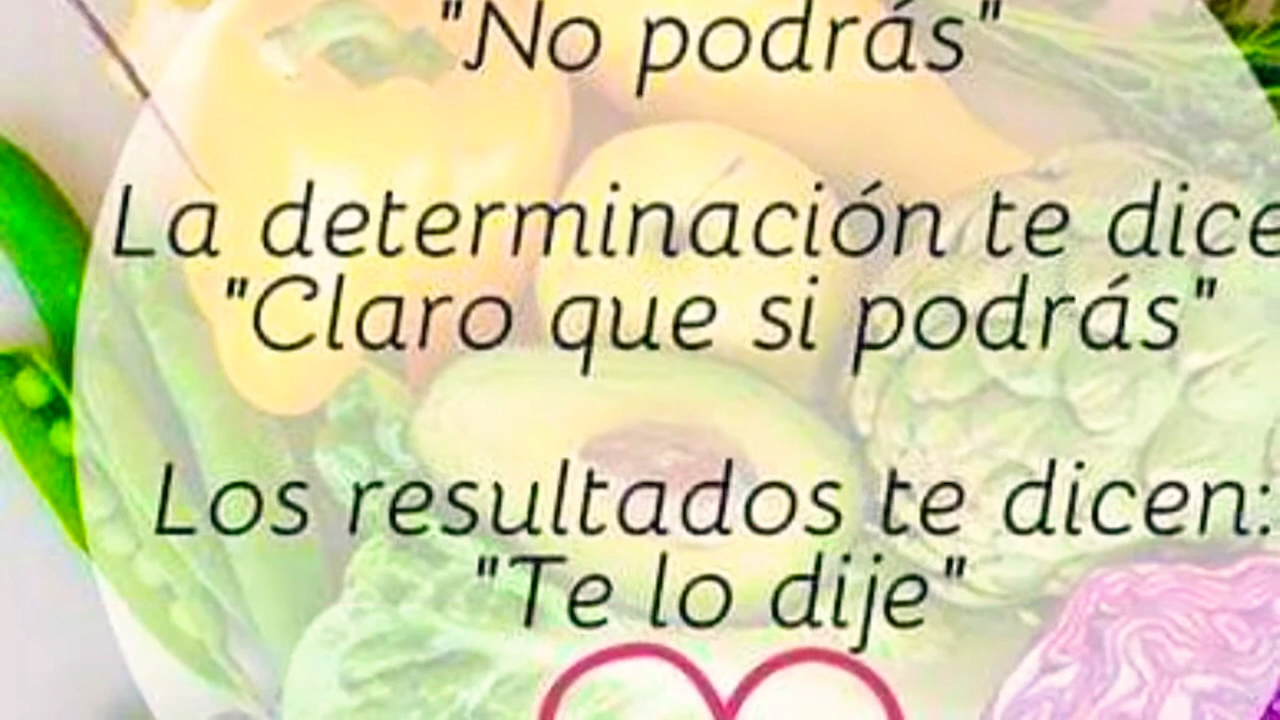 "No podrás"
La determinación te dice
"Claro que si podrás"
Los resultados te dicen:
"Te lo dije"